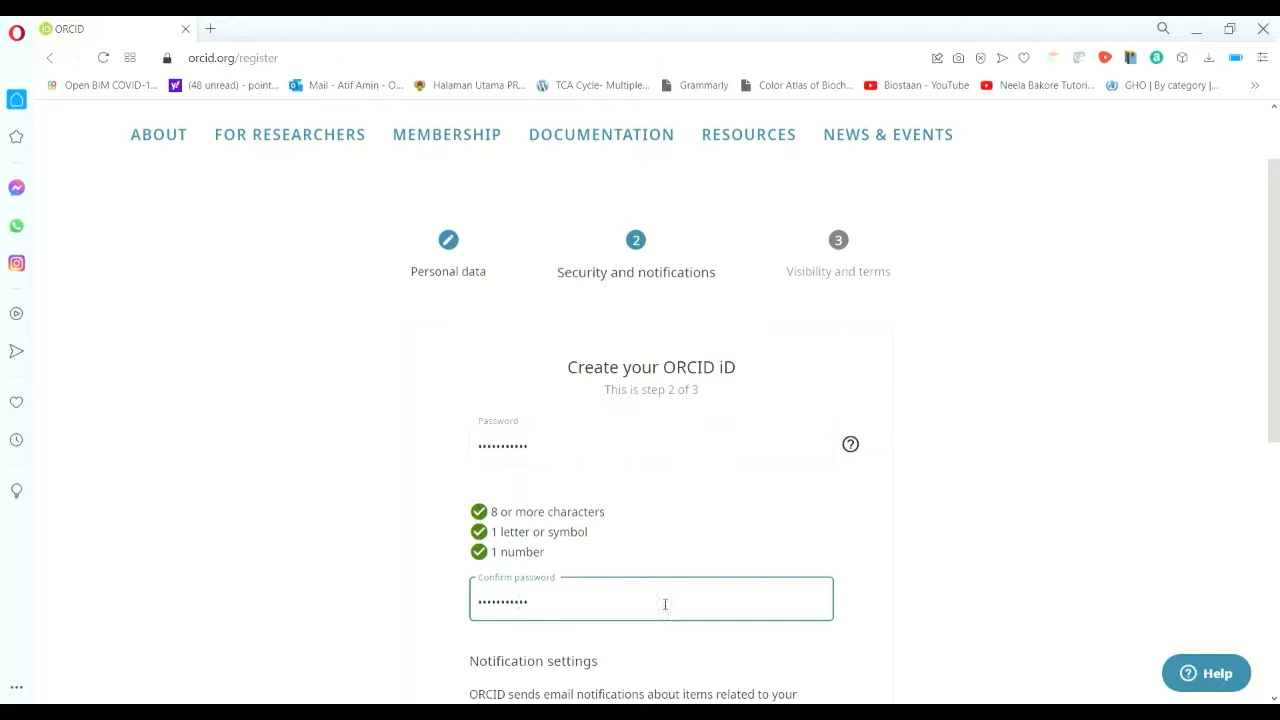 ORCID
orcid.org/register
Open BIM COVID-1...
(48 unread) - point...
Mail - Atif Amin - O...
Halaman Utama PR...
TCA Cycle- Multiple...
Grammarly
Color Atlas of Bioch...
Biostaan - YouTube
Neela Bakore Tutori...
GHO | By category |...
ABOUT FOR RESEARCHERS MEMBERSHIP DOCUMENTATION RESOURCES NEWS & EVENTS
2
3
Personal data
Security and notifications
Visibility and terms
Create your ORCID iD
This is step 2 of 3
Password
•••••••••••
8 or more characters
1 letter or symbol
1 number
Confirm password
•••••••••••
Notification settings
ORCID sends email notifications about items related to your
Help